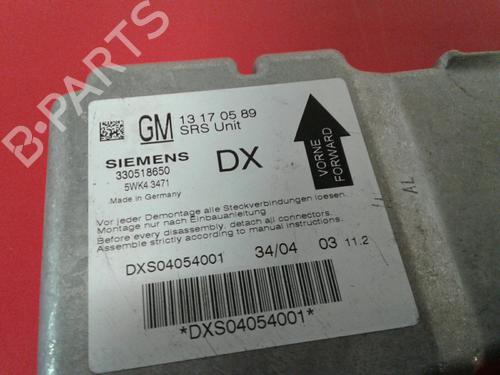 B-PARTS
GM
13 17 05 89
SRS Unit
SIEMENS
DX
330518650
5WK4 3471
Made in Germany
VORNE
FORWARD
Vor jeder Demontage alle Steckverbindungen loesen.
Montage nur nach Einbauanleitung
Before every disassembly, detach all connectors.
Assemble strictly according to manual instructions.
DXS04054001 34/04 03 11.2
*DXS04054001*
AL